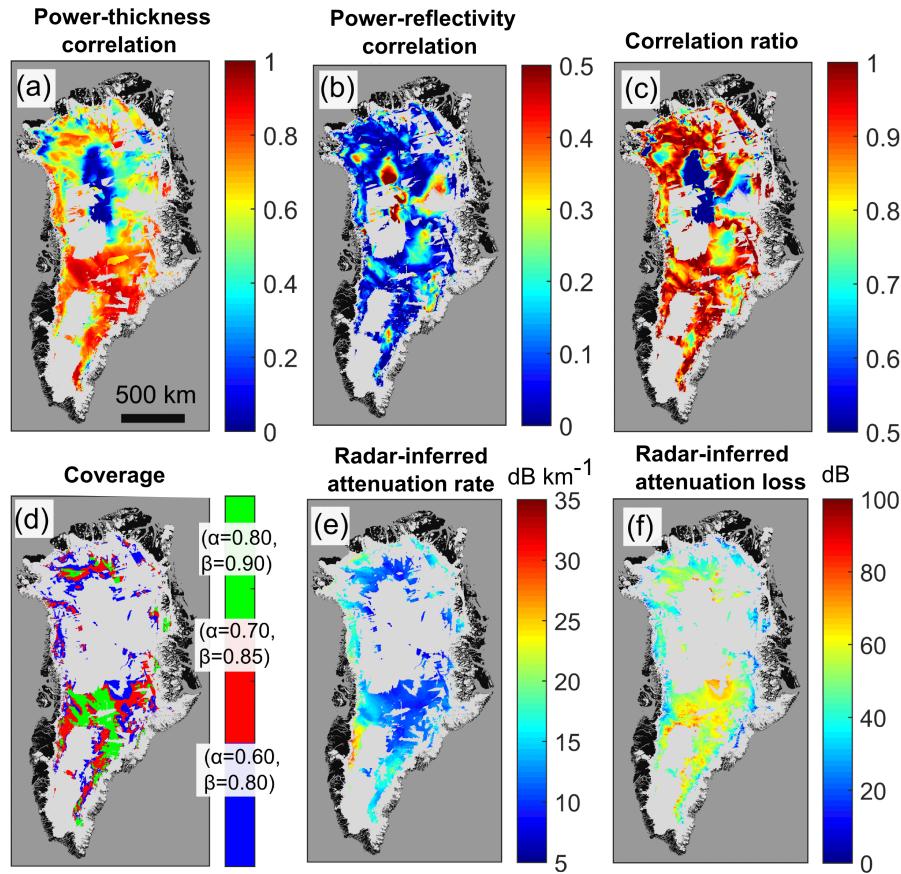 Power-thickness
correlation
Power-reflectivity
correlation
Correlation ratio
(a)
1
0.8
0.6
0.4
0.2
0
500 km
(b)
0.5
0.4
0.3
0.2
0.1
0
(c)
1
0.9
0.8
0.7
0.6
0.5
Coverage
Radar-inferred
attenuation rate
dB km⁻¹
Radar-inferred
attenuation loss
dB
(d)
(α=0.80,
β=0.90)
(α=0.70,
β=0.85)
(α=0.60,
β=0.80)
(e)
35
30
25
20
15
10
5
(f)
100
80
60
40
20
0